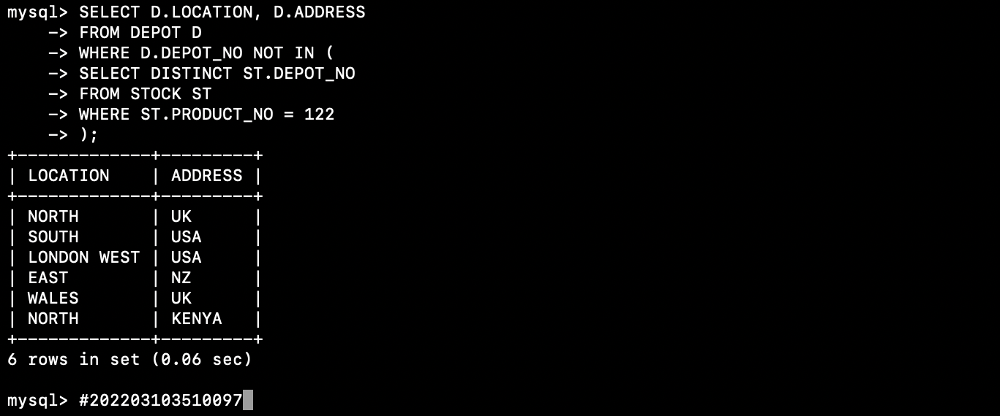 mysql> SELECT D.LOCATION, D.ADDRESS
    -> FROM DEPOT D
    -> WHERE D.DEPOT_NO NOT IN (
    -> SELECT DISTINCT ST.DEPOT_NO
    -> FROM STOCK ST
    -> WHERE ST.PRODUCT_NO = 122
    -> );
+-------------+---------+
| LOCATION    | ADDRESS |
+-------------+---------+
| NORTH       | UK      |
| SOUTH       | USA     |
| LONDON WEST | USA     |
| EAST        | NZ      |
| WALES       | UK      |
| NORTH       | KENYA   |
+-------------+---------+
6 rows in set (0.06 sec)

mysql> #202203103510097